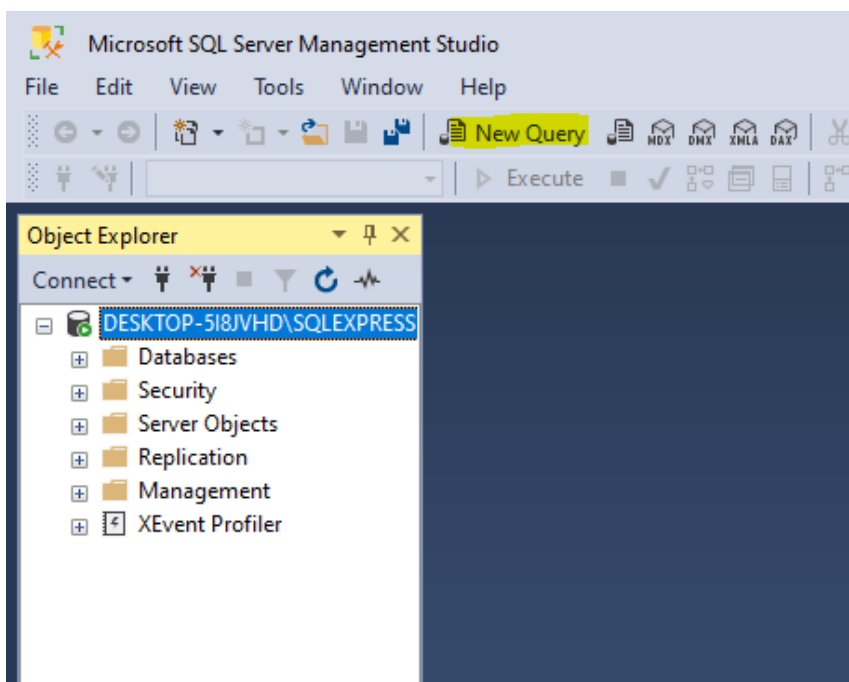 Microsoft SQL Server Management Studio
File Edit View Tools Window Help
New Query MDX DMX XMLA DAX
Execute
Object Explorer
Connect
DESKTOP-5I8JVHD\SQLEXPRESS
Databases
Security
Server Objects
Replication
Management
XEvent Profiler